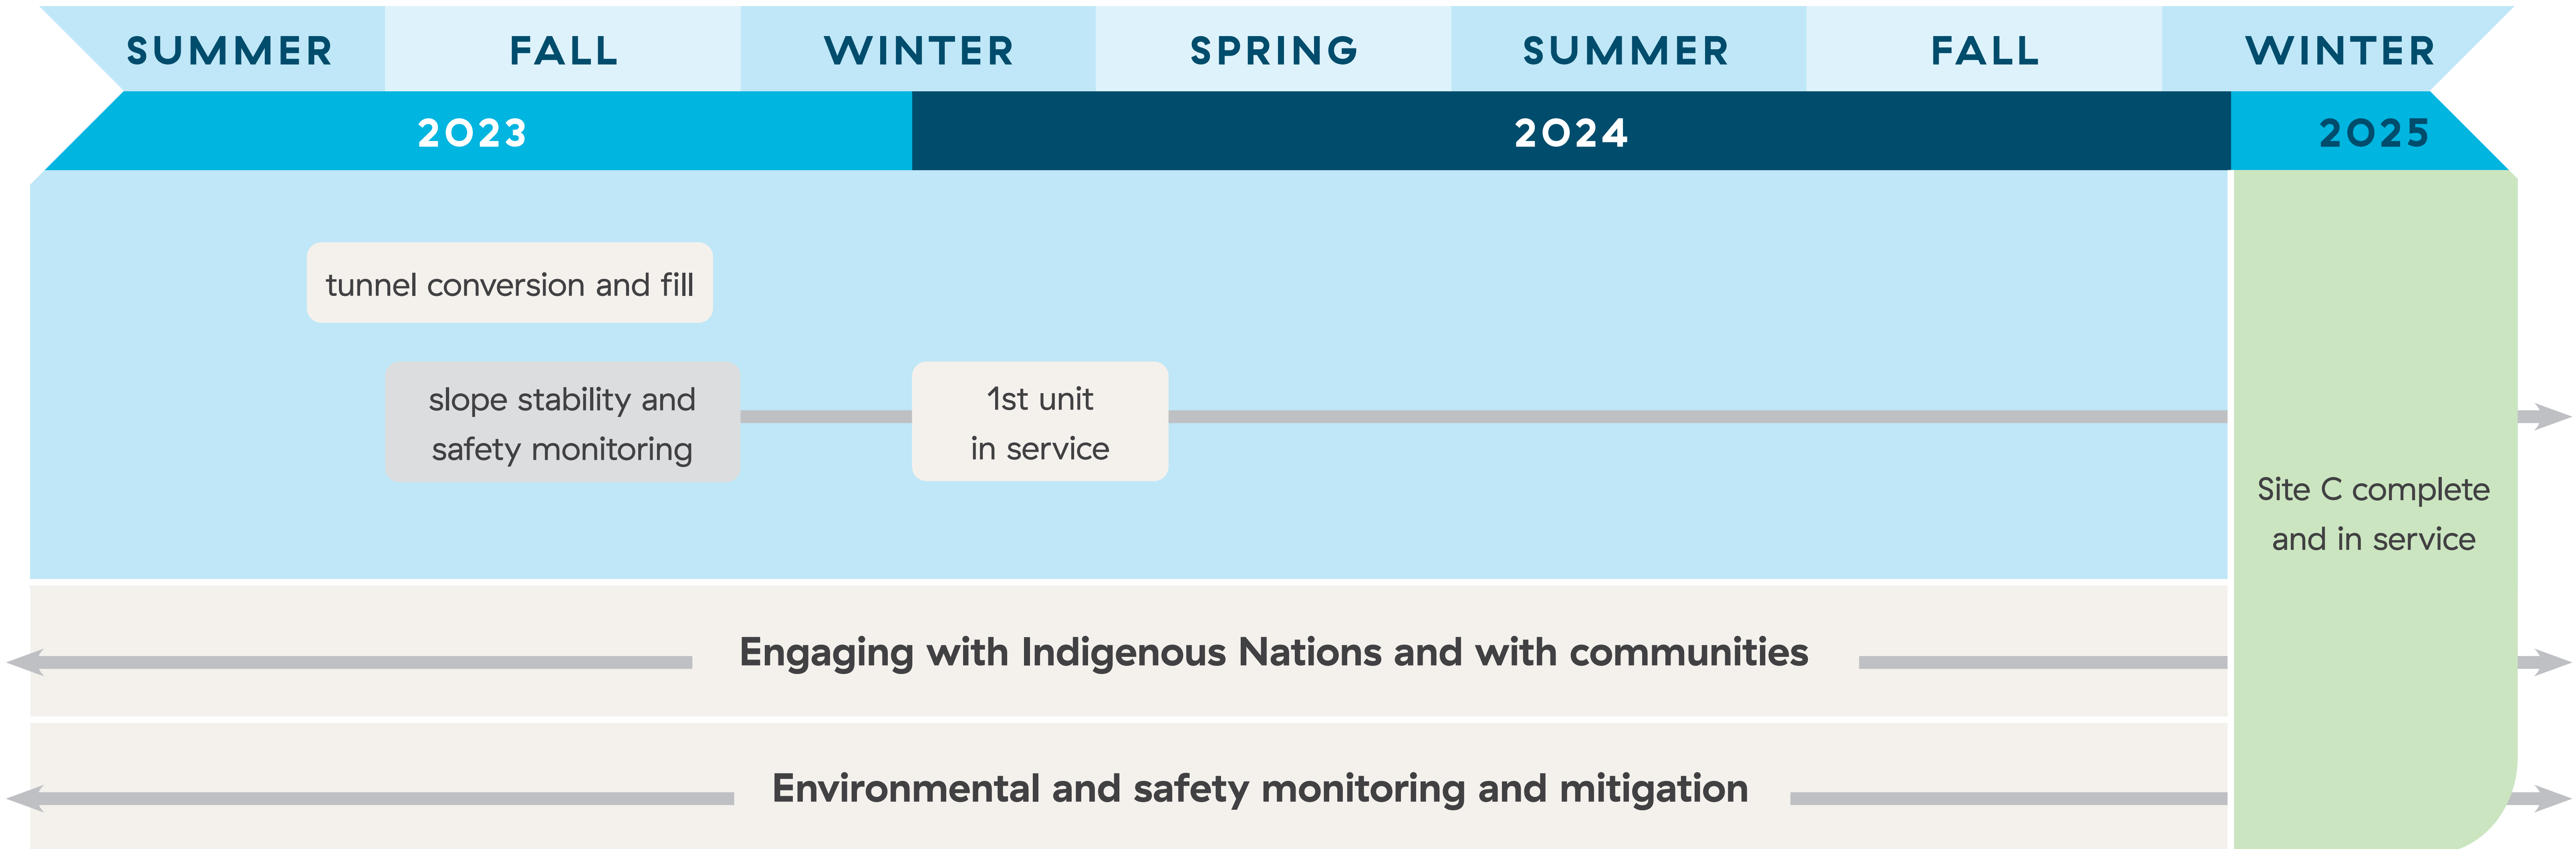 SUMMER FALL WINTER SPRING SUMMER FALL WINTER
2023 2024 2025
tunnel conversion and fill
slope stability and
safety monitoring
1st unit
in service
Site C complete
and in service
Engaging with Indigenous Nations and with communities
Environmental and safety monitoring and mitigation